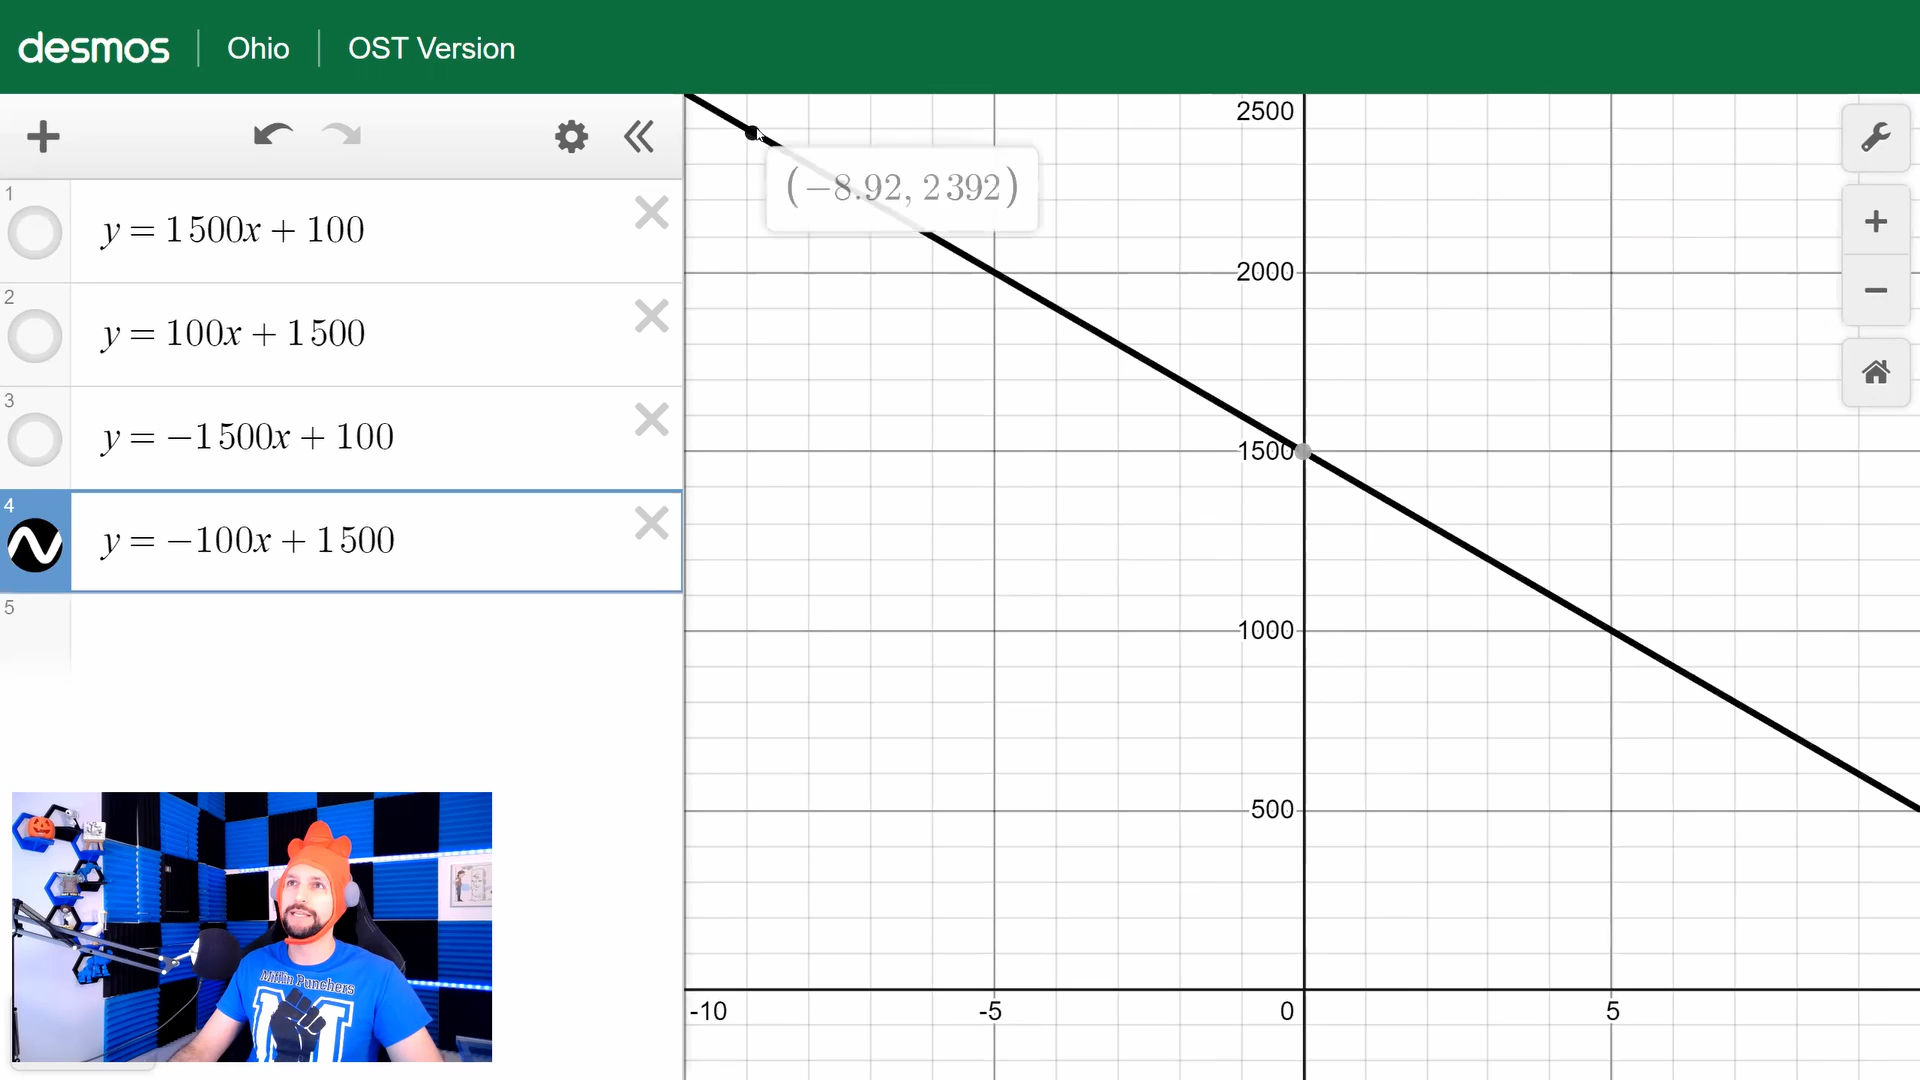 desmos Ohio OST Version
1
y = 1500x + 100
2
y = 100x + 1500
3
y = −1500x + 100
4
y = −100x + 1500
5
(−8.92, 2392)
2500
2000
1500
1000
500
-10 -5 0 5
Mifflin Punchers
M